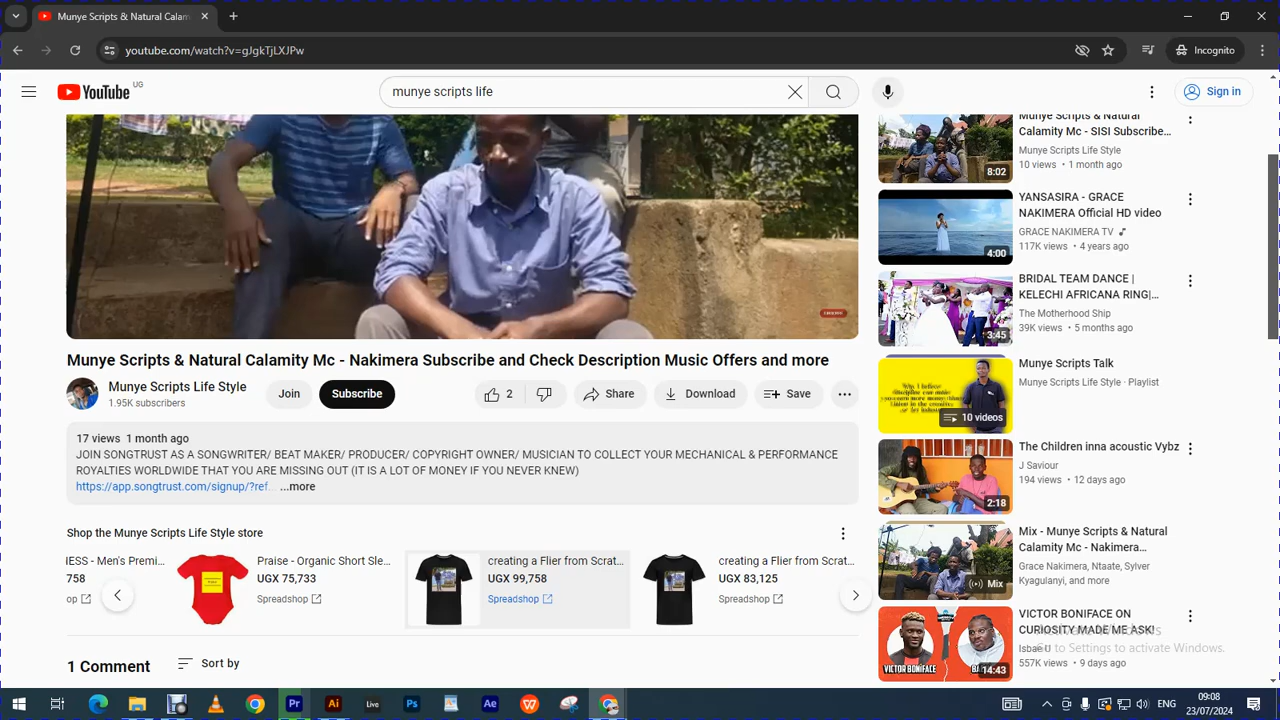 Munye Scripts & Natural Calam
youtube.com/watch?v=gJgkTjLXJPw
Incognito
YouTube UG
munye scripts life
Sign in
Munye Scripts & Natural Calamity Mc - Nakimera Subscribe and Check Description Music Offers and more
Munye Scripts Life Style
1.95K subscribers
Join
Subscribe
2
Share
Download
Save
17 views 1 month ago
JOIN SONGTRUST AS A SONGWRITER/ BEAT MAKER/ PRODUCER/ COPYRIGHT OWNER/ MUSICIAN TO COLLECT YOUR MECHANICAL & PERFORMANCE
ROYALTIES WORLDWIDE THAT YOU ARE MISSING OUT (IT IS A LOT OF MONEY IF YOU NEVER KNEW)
https://app.songtrust.com/signup/?ref... ...more
Shop the Munye Scripts Life Style store
IESS - Men's Premi...
758
op
Praise - Organic Short Sle...
UGX 75,733
Spreadshop
creating a Flier from Scrat...
UGX 99,758
Spreadshop
creating a Flier from Scrat...
UGX 83,125
Spreadshop
1 Comment
Sort by
Munye Scripts & Natural
Calamity Mc - SISI Subscribe...
Munye Scripts Life Style
10 views • 1 month ago
8:02
YANSASIRA - GRACE
NAKIMERA Official HD video
GRACE NAKIMERA TV
117K views • 4 years ago
4:00
BRIDAL TEAM DANCE |
KELECHI AFRICANA RING|...
The Motherhood Ship
39K views • 5 months ago
3:45
Munye Scripts Talk
Munye Scripts Life Style · Playlist
10 videos
The Children inna acoustic Vybz
J Saviour
194 views • 12 days ago
2:18
Mix - Munye Scripts & Natural
Calamity Mc - Nakimera...
Grace Nakimera, Ntaate, Sylver
Kyagulanyi, and more
Mix
VICTOR BONIFACE ON
CURIOSITY MADE ME ASK!
Isbae U
557K views • 9 days ago
VICTOR BONIFACE
14:43
Activate Windows
Go to Settings to activate Windows.
Pr
Ai
Live
Ps
Ae
W
ENG
09:08
23/07/2024